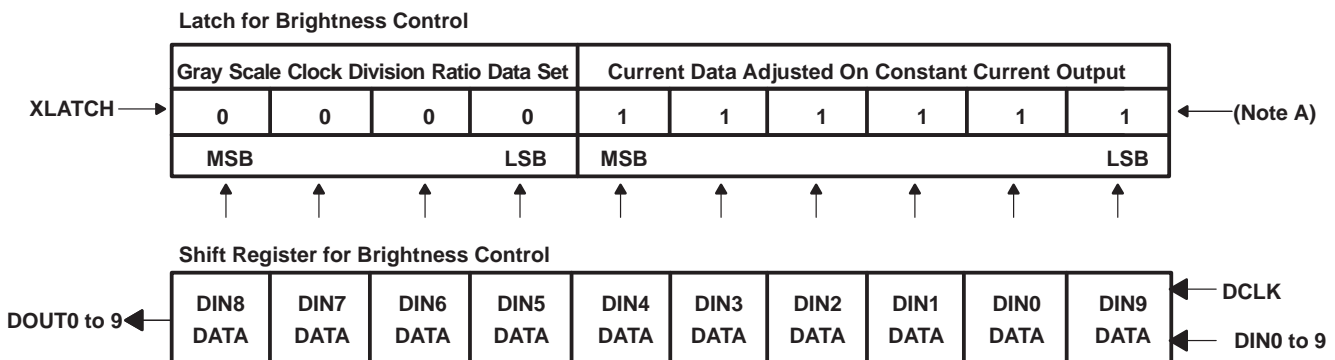 Latch for Brightness Control
Gray Scale Clock Division Ratio Data Set Current Data Adjusted On Constant Current Output
XLATCH 0 0 0 0 1 1 1 1 1 1 (Note A)
MSB LSB MSB LSB
Shift Register for Brightness Control
DIN8 DIN7 DIN6 DIN5 DIN4 DIN3 DIN2 DIN1 DIN0 DIN9 DCLK
DOUT0 to 9
DATA DATA DATA DATA DATA DATA DATA DATA DATA DATA DIN0 to 9